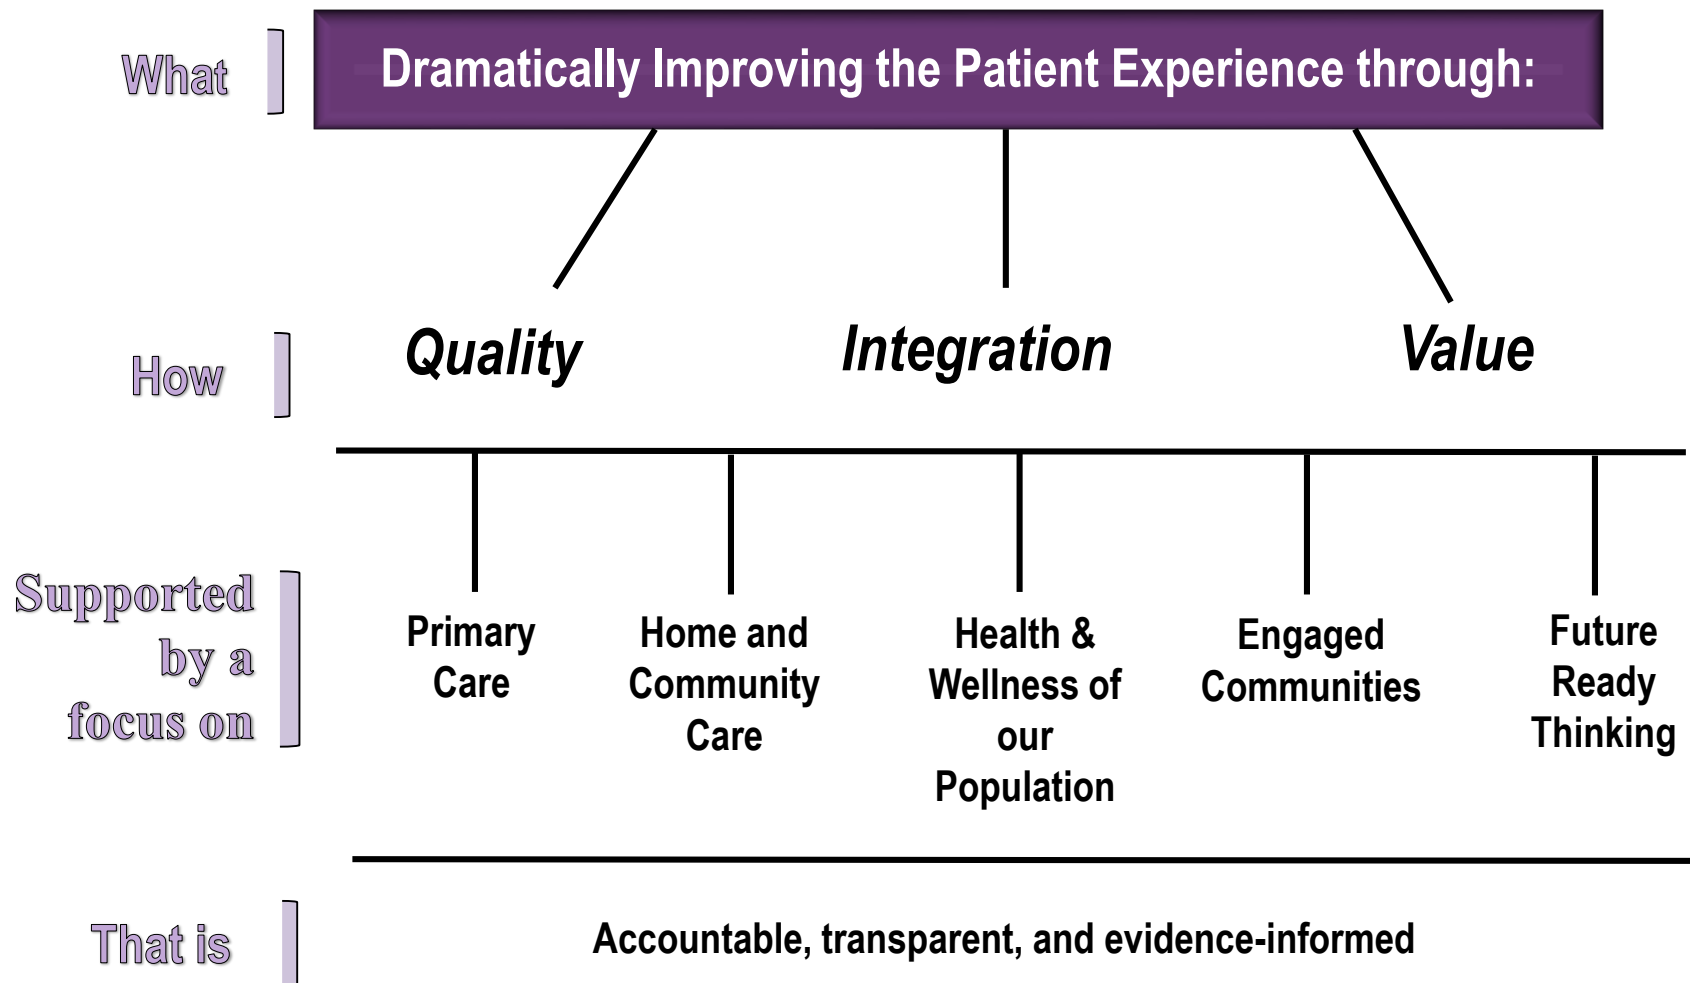 What
Dramatically Improving the Patient Experience through:
How
Quality
Integration
Value
Supported
by a
focus on
Primary
Care
Home and
Community
Care
Health &
Wellness of
our
Population
Engaged
Communities
Future
Ready
Thinking
That is
Accountable, transparent, and evidence-informed